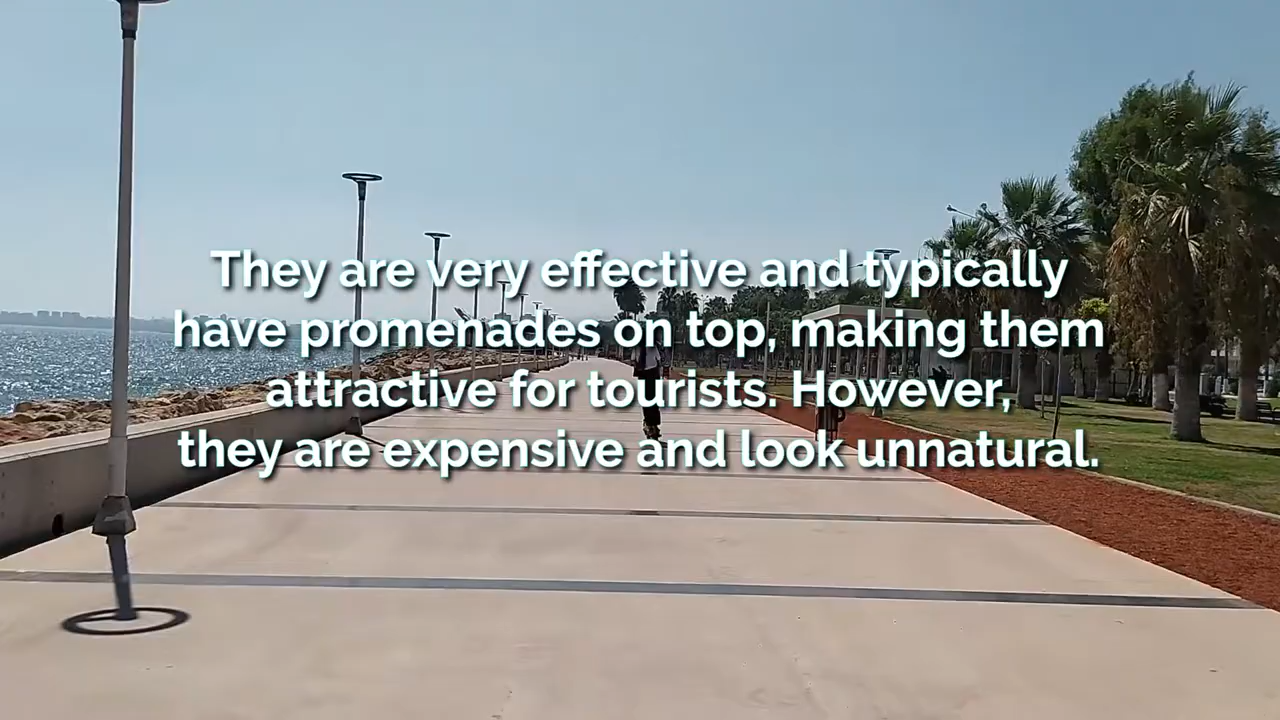 They are very effective and typically
have promenades on top, making them
attractive for tourists. However,
they are expensive and look unnatural.